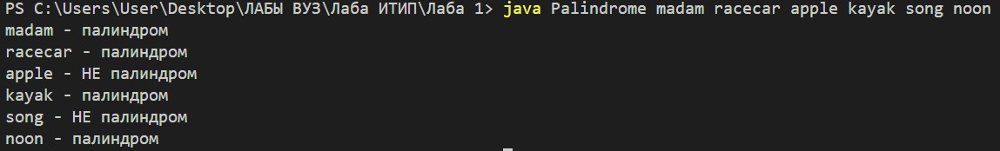 PS C:\Users\User\Desktop\ЛАБЫ ВУЗ\Лаба ИТИП\Лаба 1> java Palindrome madam racecar apple kayak song noon
madam - палиндром
racecar - палиндром
apple - НЕ палиндром
kayak - палиндром
song - НЕ палиндром
noon - палиндром